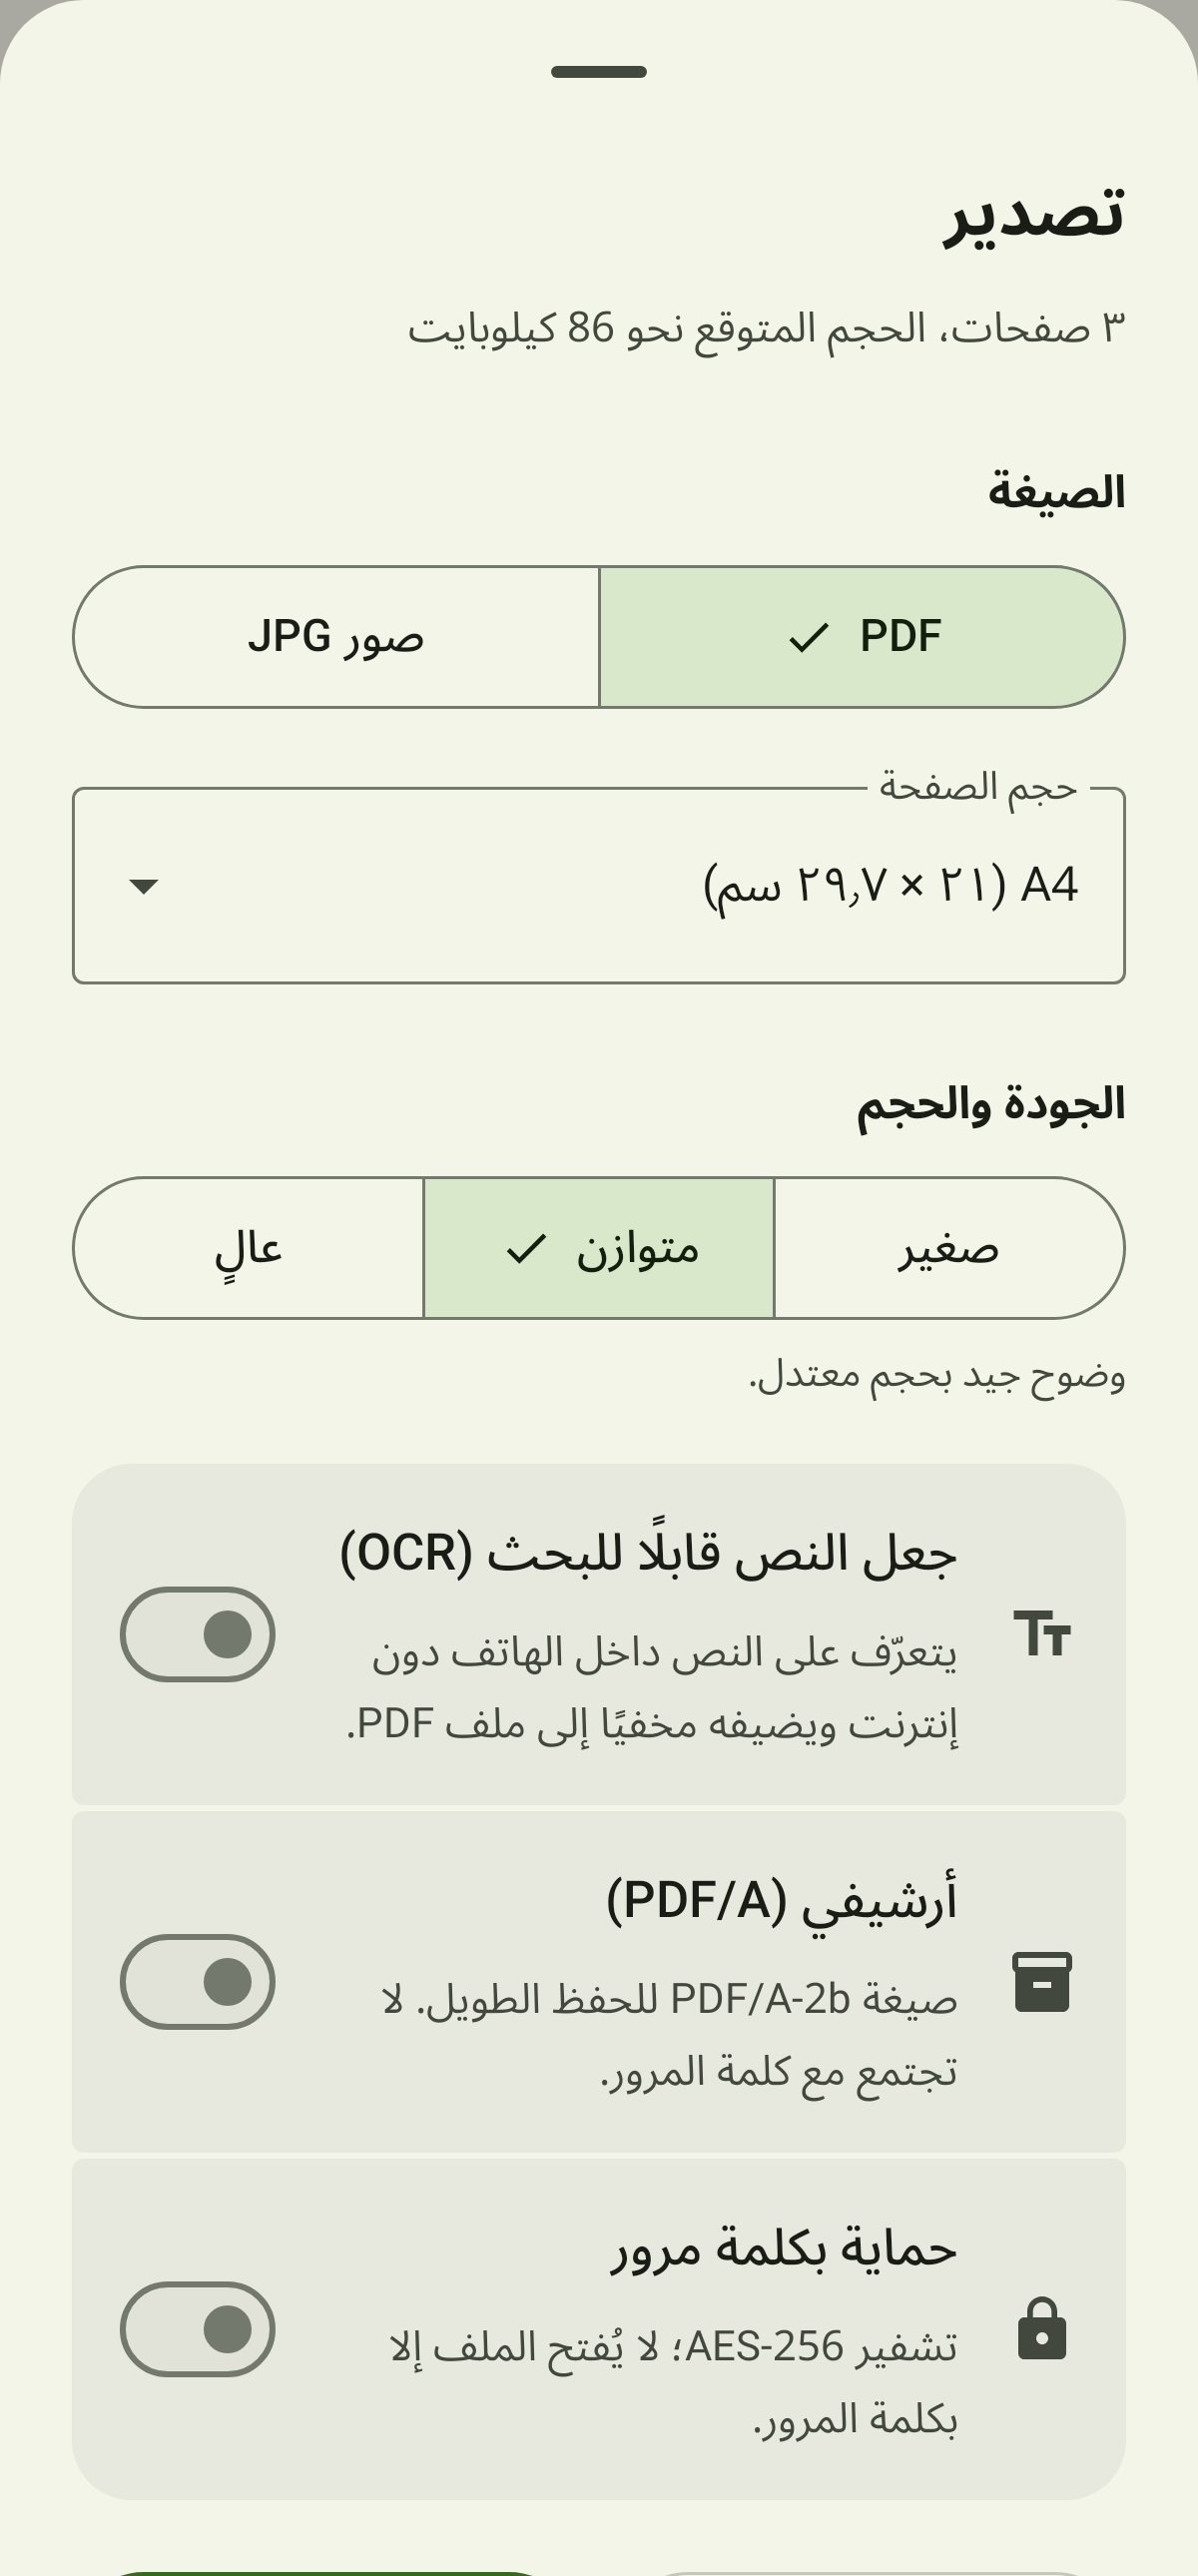 تصدير
٣ صفحات، الحجم المتوقع نحو 86 كيلوبايت
الصيغة
PDF
صور JPG
حجم الصفحة
A4 (٢١ × ٢٩٫٧ سم)
الجودة والحجم
صغير
متوازن
عالٍ
وضوح جيد بحجم معتدل.
جعل النص قابلًا للبحث (OCR)
يتعرّف على النص داخل الهاتف دون
إنترنت ويضيفه مخفيًا إلى ملف PDF.
أرشيفي (PDF/A)
صيغة PDF/A-2b للحفظ الطويل. لا
تجتمع مع كلمة المرور.
حماية بكلمة مرور
تشفير AES-256؛ لا يُفتح الملف إلا
بكلمة المرور.